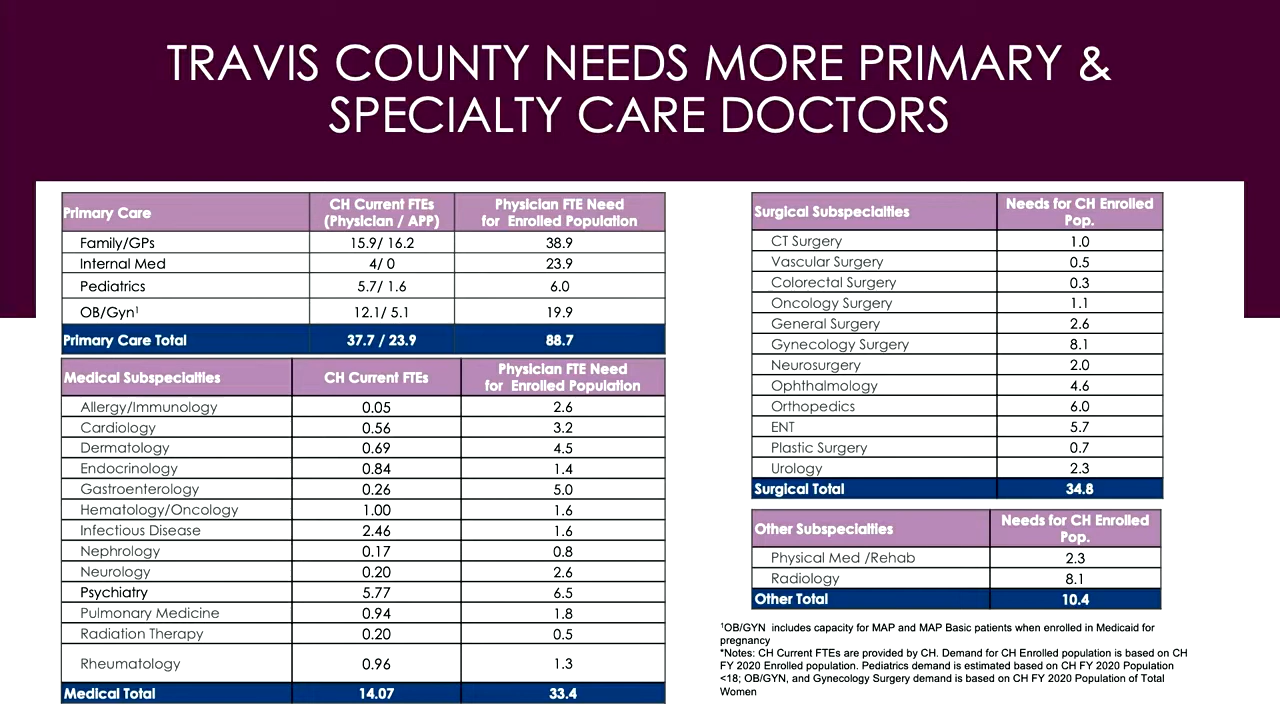 TRAVIS COUNTY NEEDS MORE PRIMARY &
SPECIALTY CARE DOCTORS
Primary Care | CH Current FTEs (Physician / APP) | Physician FTE Need for Enrolled Population
Family/GPs 15.9/ 16.2 38.9
Internal Med 4/ 0 23.9
Pediatrics 5.7/ 1.6 6.0
OB/Gyn¹ 12.1/ 5.1 19.9
Primary Care Total 37.7 / 23.9 88.7
Medical Subspecialties CH Current FTEs Physician FTE Need for Enrolled Population
Allergy/Immunology 0.05 2.6
Cardiology 0.56 3.2
Dermatology 0.69 4.5
Endocrinology 0.84 1.4
Gastroenterology 0.26 5.0
Hematology/Oncology 1.00 1.6
Infectious Disease 2.46 1.6
Nephrology 0.17 0.8
Neurology 0.20 2.6
Psychiatry 5.77 6.5
Pulmonary Medicine 0.94 1.8
Radiation Therapy 0.20 0.5
Rheumatology 0.96 1.3
Medical Total 14.07 33.4
Surgical Subspecialties Needs for CH Enrolled Pop.
CT Surgery 1.0
Vascular Surgery 0.5
Colorectal Surgery 0.3
Oncology Surgery 1.1
General Surgery 2.6
Gynecology Surgery 8.1
Neurosurgery 2.0
Ophthalmology 4.6
Orthopedics 6.0
ENT 5.7
Plastic Surgery 0.7
Urology 2.3
Surgical Total 34.8
Other Subspecialties Needs for CH Enrolled Pop.
Physical Med /Rehab 2.3
Radiology 8.1
Other Total 10.4
¹OB/GYN includes capacity for MAP and MAP Basic patients when enrolled in Medicaid for
pregnancy
*Notes: CH Current FTEs are provided by CH. Demand for CH Enrolled population is based on CH
FY 2020 Enrolled population. Pediatrics demand is estimated based on CH FY 2020 Population
<18; OB/GYN, and Gynecology Surgery demand is based on CH FY 2020 Population of Total
Women